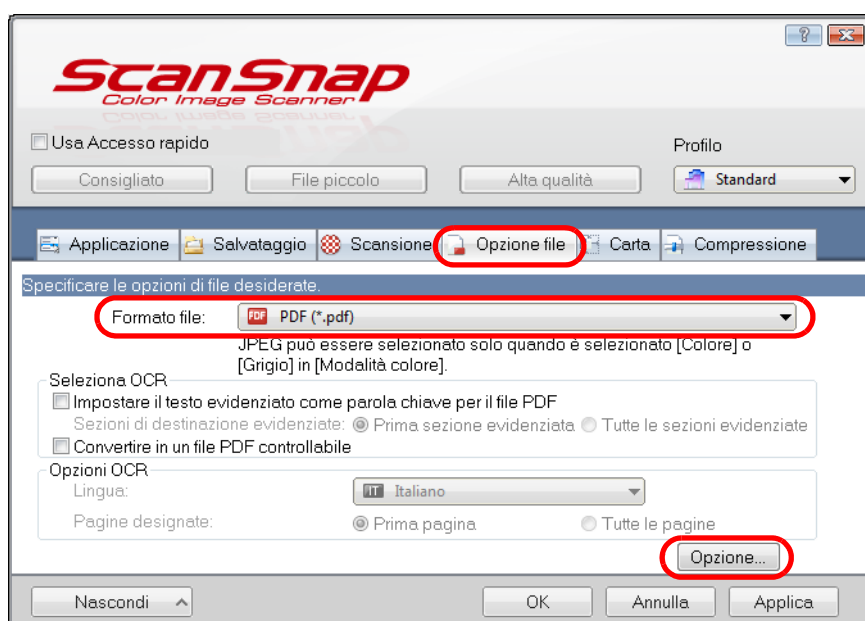 ScanSnap
Color Image Scanner
Usa Accesso rapido
Profilo
Consigliato File piccolo Alta qualità Standard
Applicazione Salvataggio Scansione Opzione file Carta Compressione
Specificare le opzioni di file desiderate.
Formato file: PDF PDF (*.pdf)
JPEG può essere selezionato solo quando è selezionato [Colore] o
[Grigio] in [Modalità colore].
Seleziona OCR
Impostare il testo evidenziato come parola chiave per il file PDF
Sezioni di destinazione evidenziate: Prima sezione evidenziata Tutte le sezioni evidenziate
Convertire in un file PDF controllabile
Opzioni OCR
Lingua: IT Italiano
Pagine designate: Prima pagina Tutte le pagine
Opzione...
Nascondi OK Annulla Applica